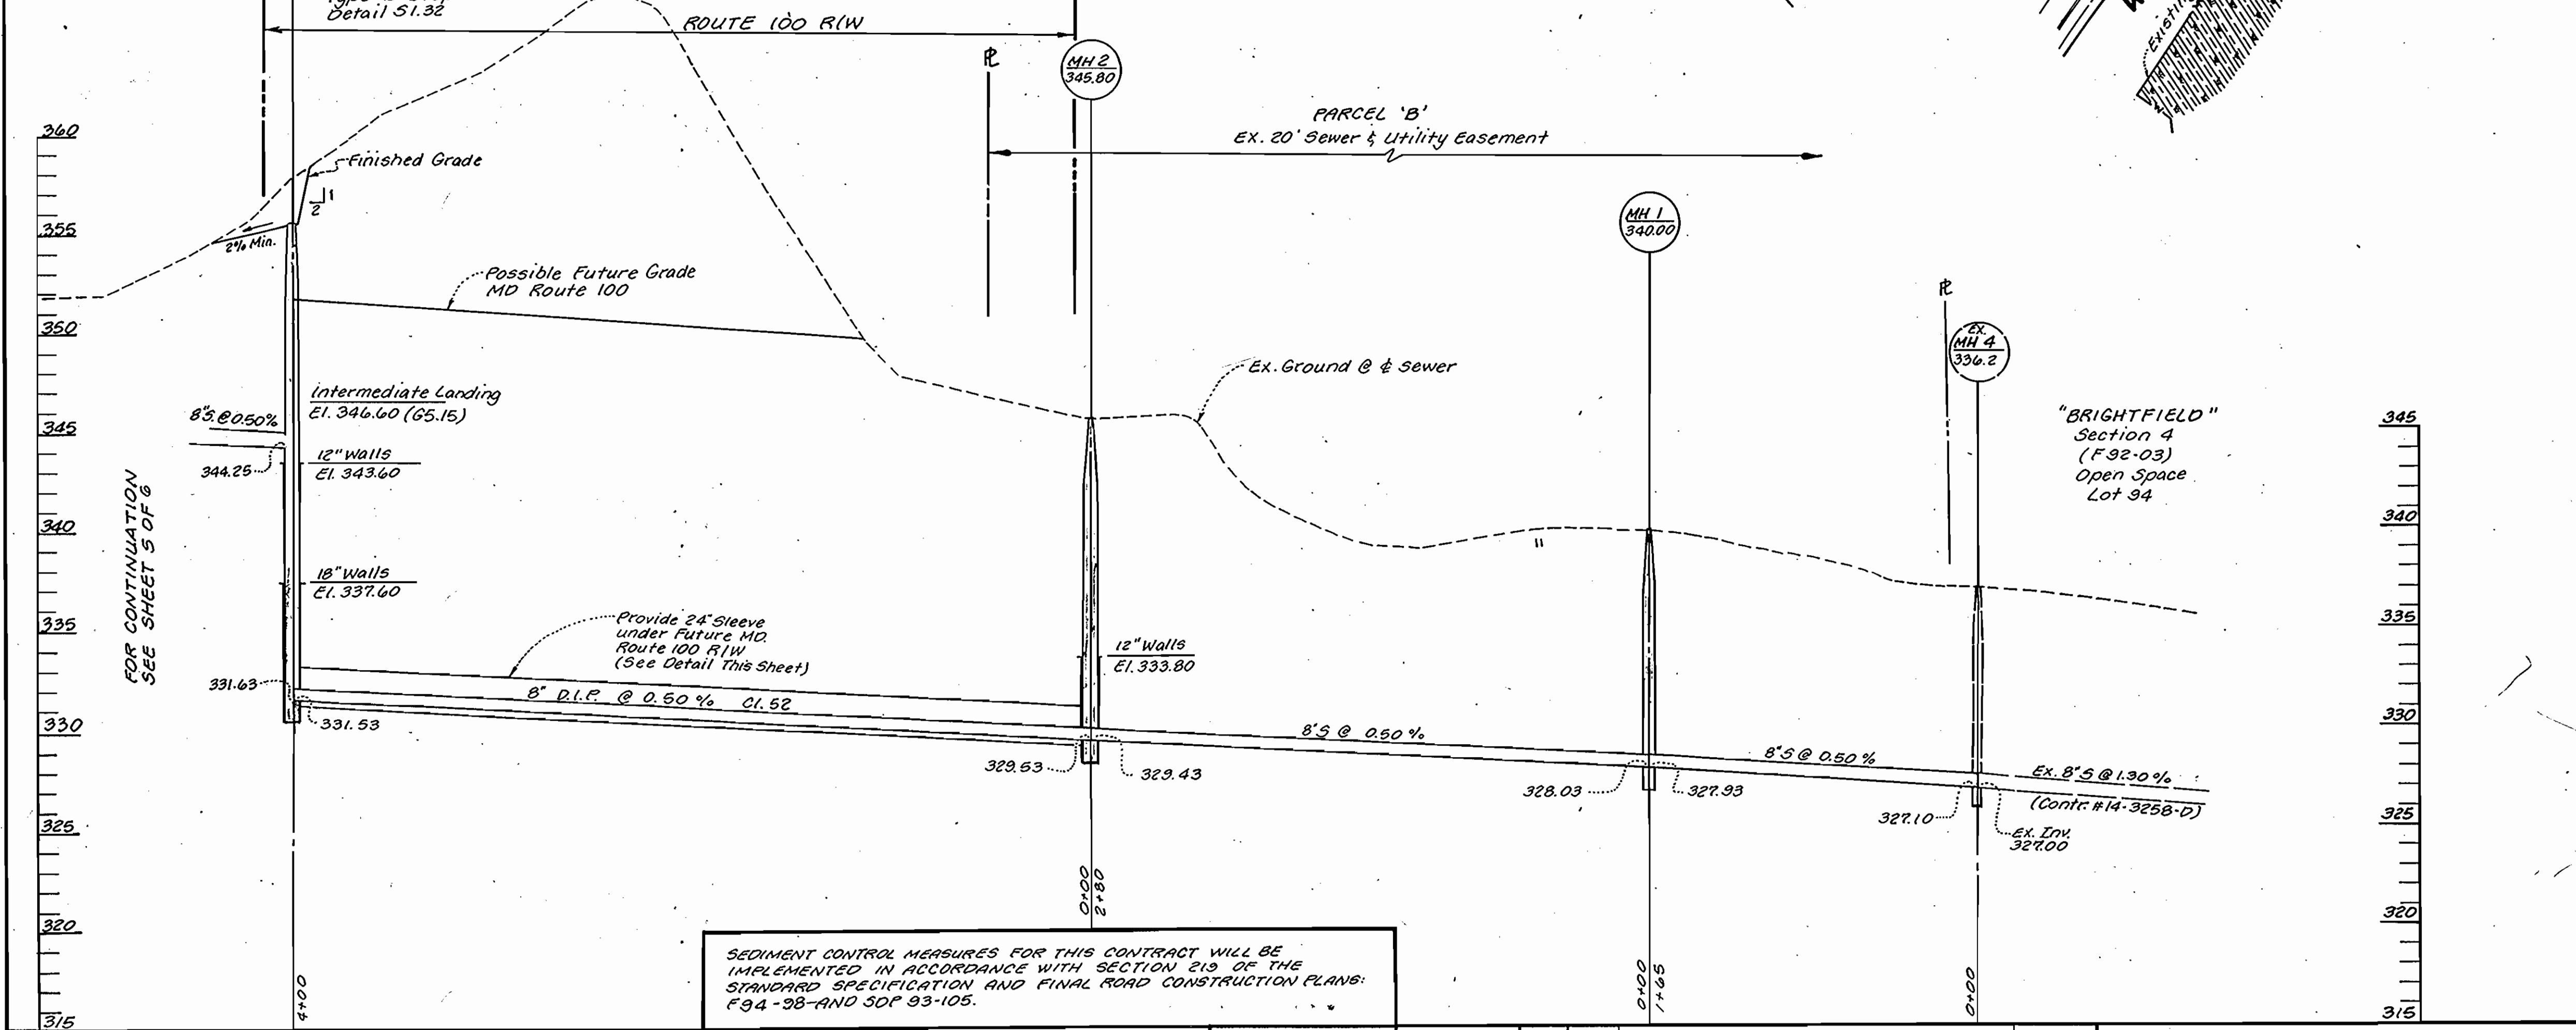 Detail S1.32
ROUTE 100 R/W
Existing
PL
MH 2
345.80
PARCEL 'B'
Ex. 20' Sewer & Utility Easement
360
Finished Grade
1
2
355
2% Min.
MH 1
340.00
Possible Future Grade
MD Route 100
350
PL
Ex.
MH 4
336.2
Ex. Ground @ ¢ Sewer
Intermediate Landing
El. 346.60 (G5.15)
8"S. @ 0.50%
345
344.25
12" Walls
El. 343.60
"BRIGHTFIELD"
Section 4
(F92-03)
Open Space
Lot 94
345
FOR CONTINUATION
SEE SHEET 5 OF 6
340
340
18" Walls
El. 337.60
335
335
Provide 24" Sleeve
under Future MD.
Route 100 R/W
(See Detail This Sheet)
12" Walls
El. 333.80
331.63
8" D.I.P. @ 0.50 % Cl. 52
331.53
330
330
8"S @ 0.50 %
8"S @ 0.50 %
Ex. 8"S @ 1.30 %
(Contr. #14-3258-D)
329.53
329.43
328.03
327.93
327.10
Ex. Inv.
327.00
325
325
320
320
0+00
2+80
SEDIMENT CONTROL MEASURES FOR THIS CONTRACT WILL BE
IMPLEMENTED IN ACCORDANCE WITH SECTION 219 OF THE
STANDARD SPECIFICATION AND FINAL ROAD CONSTRUCTION PLANS:
F94-98-AND SDP 93-105.
4+00
0+00
1+65
0+00
315
315